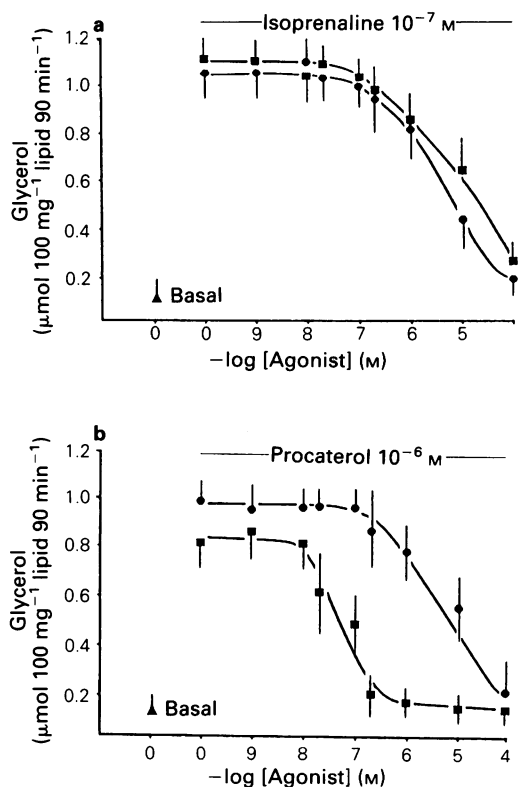 a
Isoprenaline 10⁻⁷ M
1.2
1.0
0.8
0.6
0.4
0.2
Glycerol
(μmol 100 mg⁻¹ lipid 90 min⁻¹)
Basal
0 0 9 8 7 6 5
−log [Agonist] (M)
b
Procaterol 10⁻⁶ M
1.2
1.0
0.8
0.6
0.4
0.2
Glycerol
(μmol 100 mg⁻¹ lipid 90 min⁻¹)
Basal
0 0 9 8 7 6 5 4
−log [Agonist] (M)